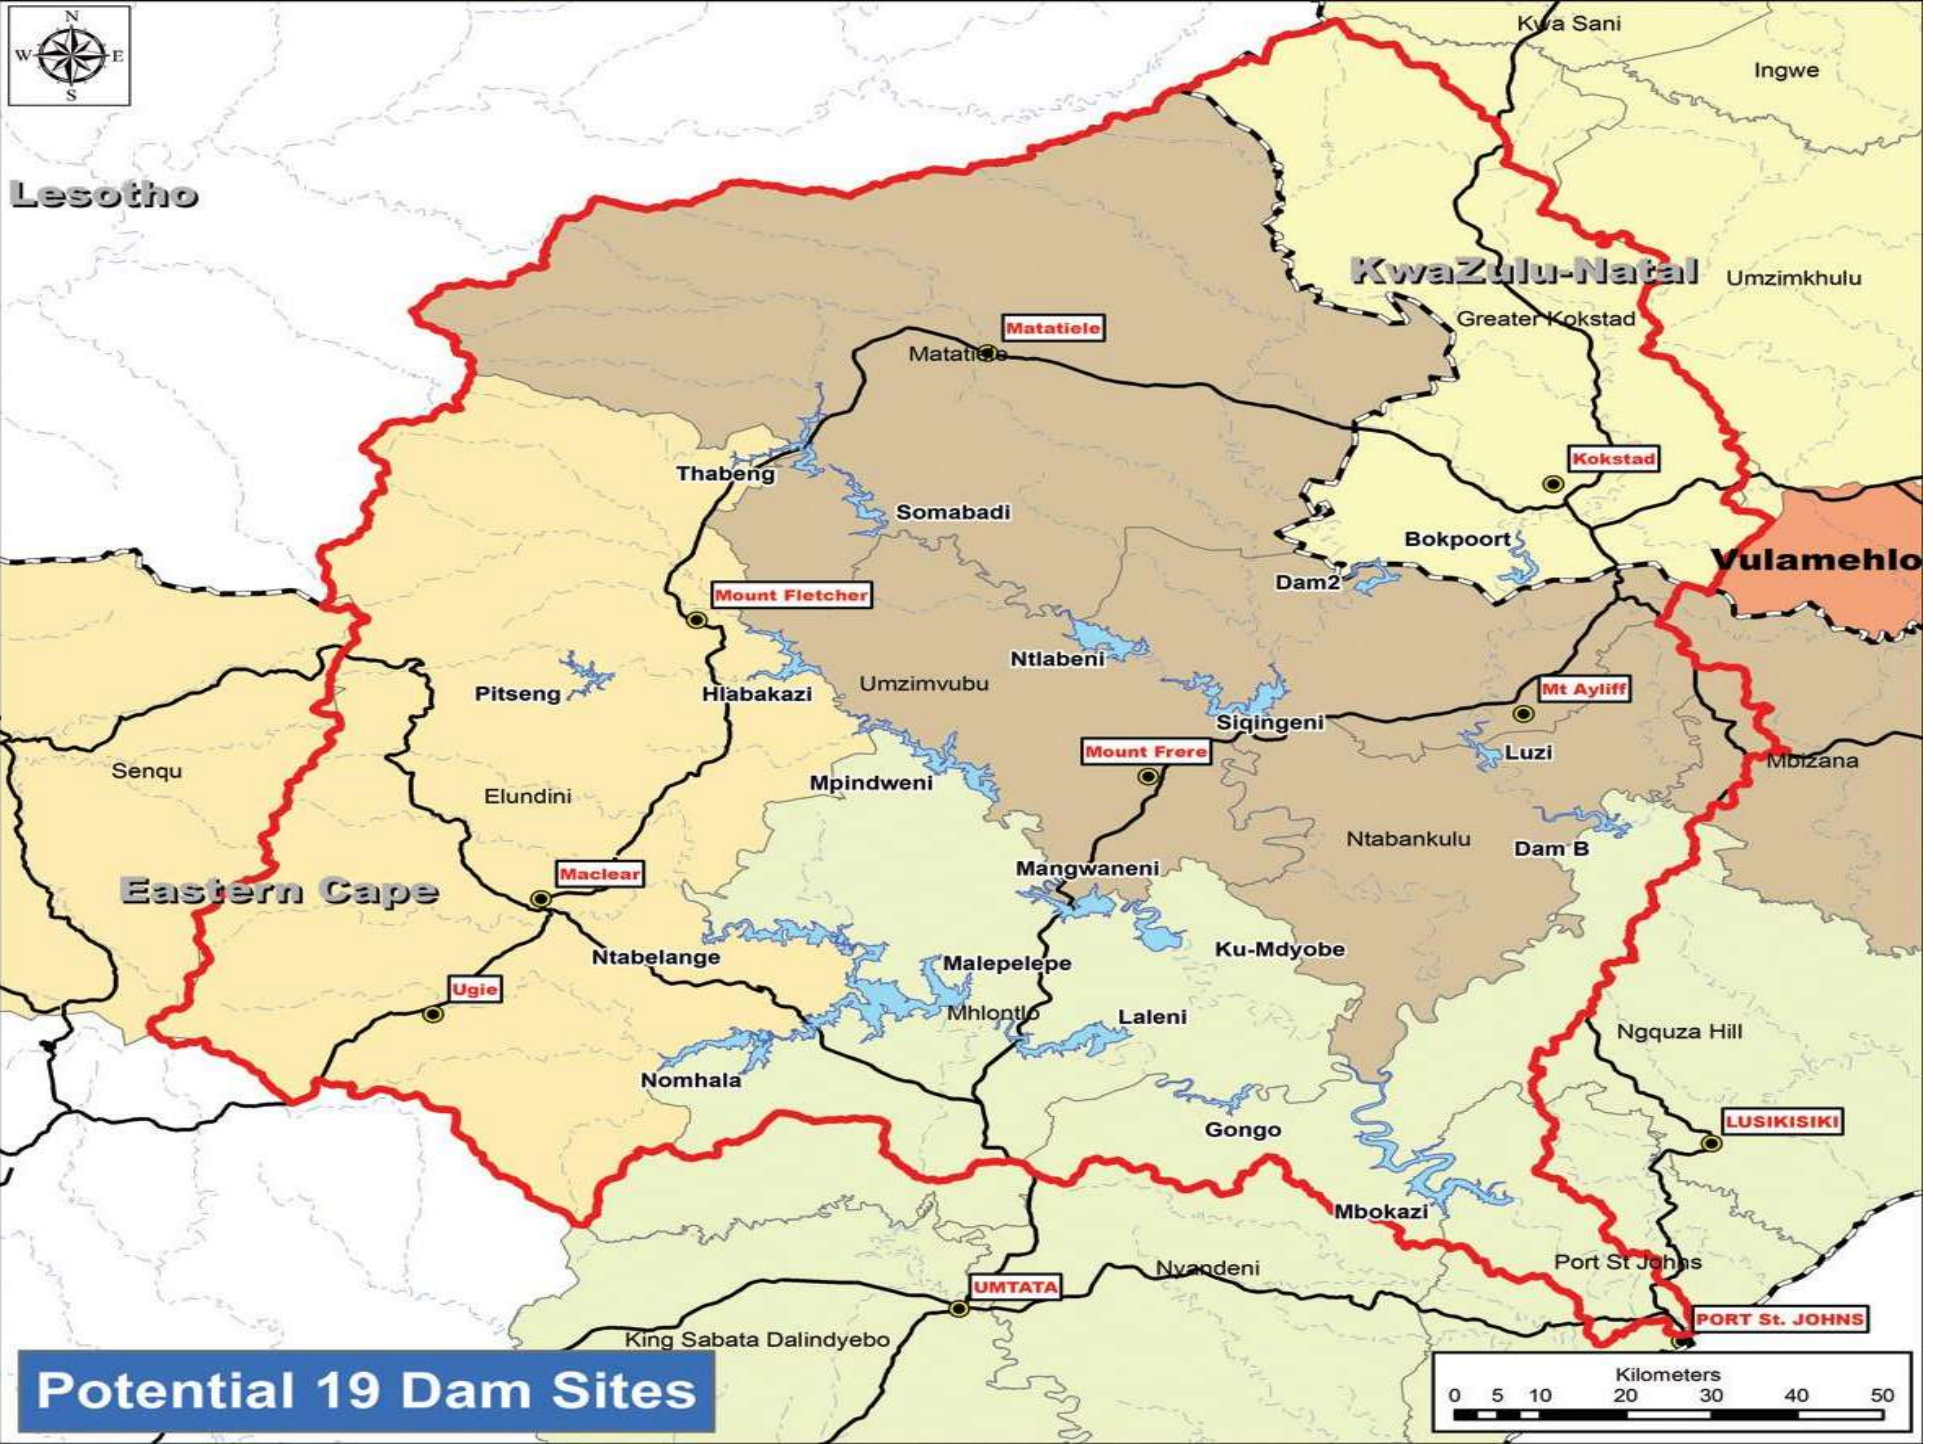 N
W E
S
Kwa Sani
Ingwe
Lesotho
KwaZulu-Natal
Umzimkhulu
Greater Kokstad
Matatiele
Matatiele
Kokstad
Thabeng
Somabadi
Bokpoort
Vulamehlo
Dam2
Mount Fletcher
Ntlabeni
Pitseng
Hlabakazi
Umzimvubu
Mt Ayliff
Siqingeni
Mount Frere
Luzi
Mbizana
Senqu
Mpindweni
Elundini
Ntabankulu
Dam B
Mangwaneni
Maclear
Eastern Cape
Ntabelange
Malepelepe
Ku-Mdyobe
Ugie
Mhlontlo
Laleni
Ngquza Hill
Nomhala
Gongo
LUSIKISIKI
Mbokazi
Port St Johns
Nyandeni
UMTATA
PORT St. JOHNS
King Sabata Dalindyebo
Potential 19 Dam Sites
Kilometers
0 5 10 20 30 40 50